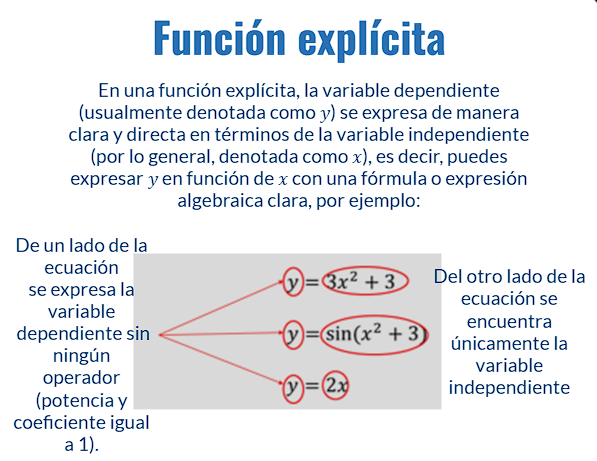 Función explícita
En una función explícita, la variable dependiente
(usualmente denotada como y) se expresa de manera
clara y directa en términos de la variable independiente
(por lo general, denotada como x), es decir, puedes
expresar y en función de x con una fórmula o expresión
algebraica clara, por ejemplo:
De un lado de la
ecuación
se expresa la
variable
dependiente sin
ningún
operador
(potencia y
coeficiente igual
a 1).
y = 3x² + 3
y = sin(x² + 3)
y = 2x
Del otro lado de la
ecuación se
encuentra
únicamente la
variable
independiente